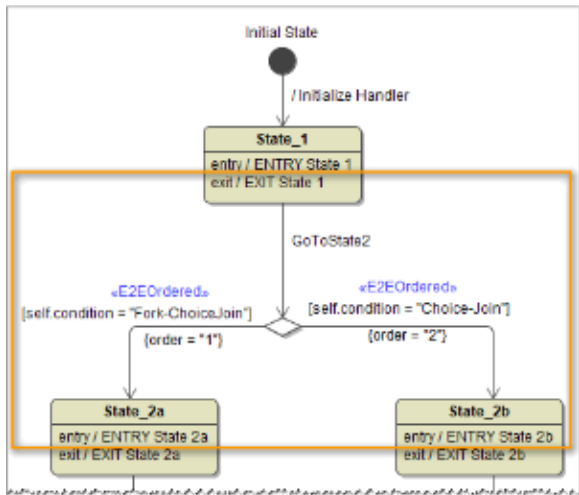 Initial State
/ Initialize Handler
State_1
entry / ENTRY State 1
exit / EXIT State 1
GoToState2
«E2EOrdered»
[self.condition = "Fork-ChoiceJoin"]
{order = "1"}
«E2EOrdered»
[self.condition = "Choice-Join"]
{order = "2"}
State_2a
entry / ENTRY State 2a
exit / EXIT State 2a
State_2b
entry / ENTRY State 2b
exit / EXIT State 2b